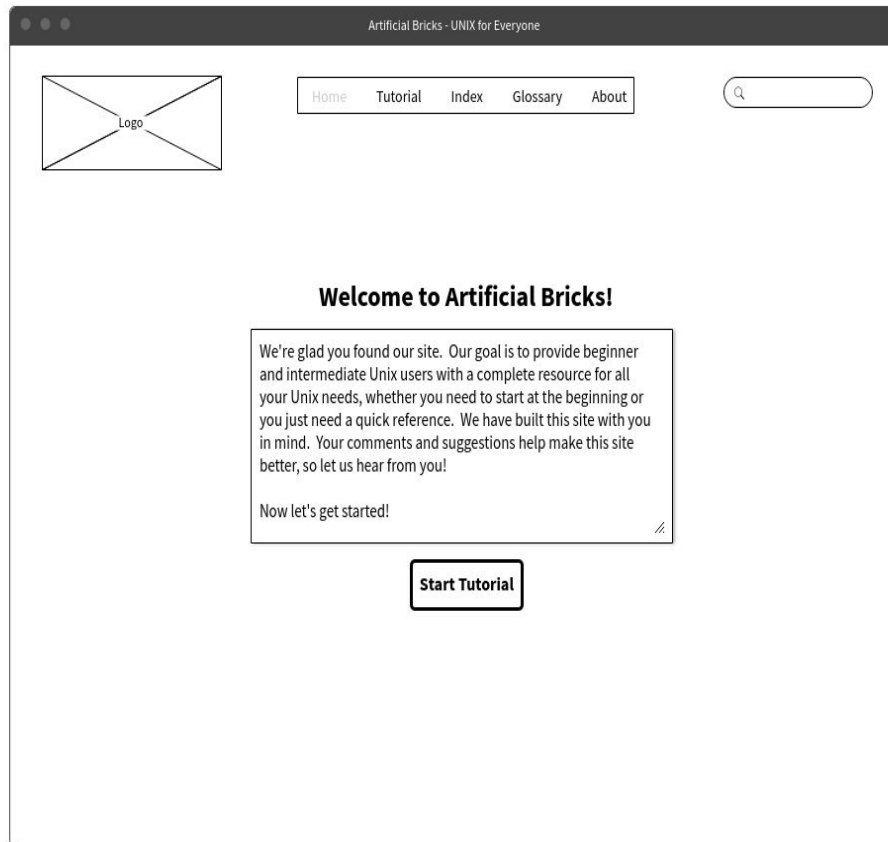 Artificial Bricks - UNIX for Everyone
Logo
Home Tutorial Index Glossary About
Welcome to Artificial Bricks!
We're glad you found our site.  Our goal is to provide beginner
and intermediate Unix users with a complete resource for all
your Unix needs, whether you need to start at the beginning or
you just need a quick reference.  We have built this site with you
in mind.  Your comments and suggestions help make this site
better, so let us hear from you!
Now let's get started!
Start Tutorial